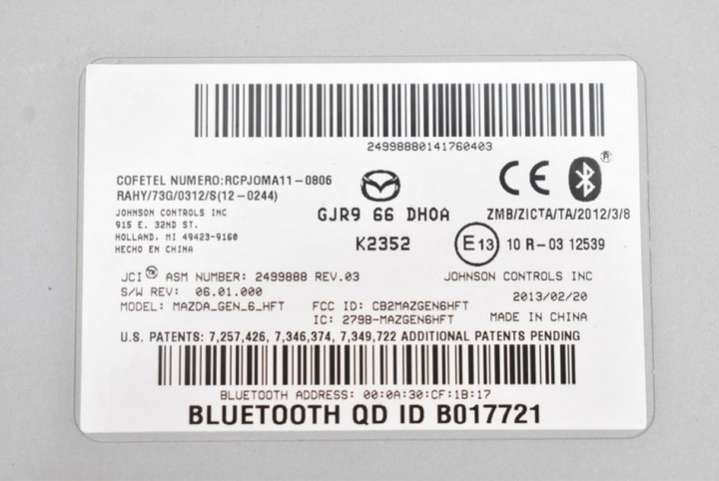 24998880141760403
COFETEL NUMERO:RCPJOMA11-0806
RAHY/73G/0312/S(12-0244)
CE
R
JOHNSON CONTROLS INC
915 E. 32ND ST.
HOLLAND, MI 49423-9160
HECHO EN CHINA
GJR9 66 DH0A
ZMB/ZICTA/TA/2012/3/8
K2352
E13 10 R-03 12539
JCI TM ASM NUMBER: 2499888 REV.03
JOHNSON CONTROLS INC
S/W REV: 06.01.000
2013/02/20
MODEL: MAZDA_GEN_6_HFT
FCC ID: CB2MAZGEN6HFT
IC: 279B-MAZGEN6HFT
MADE IN CHINA
U.S. PATENTS: 7,257,426, 7,346,374, 7,349,722 ADDITIONAL PATENTS PENDING
BLUETOOTH ADDRESS: 00:0A:30:CF:1B:17
BLUETOOTH QD ID B017721